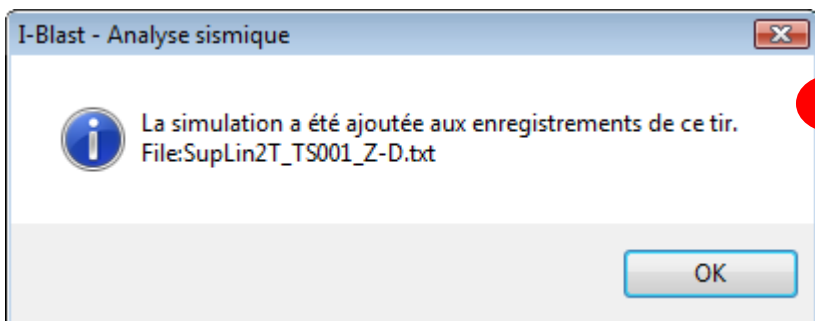 I-Blast - Analyse sismique
La simulation a été ajoutée aux enregistrements de ce tir.
File:SupLin2T_TS001_Z-D.txt
OK